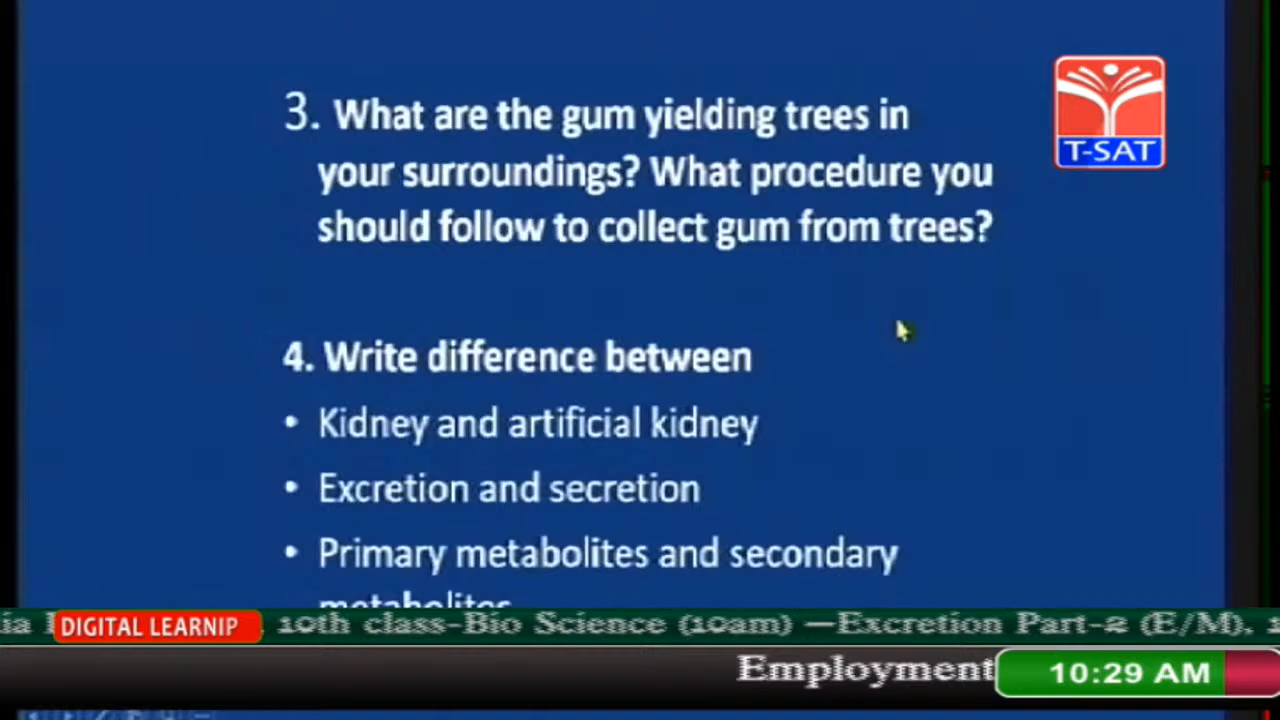 3. What are the gum yielding trees in
your surroundings? What procedure you
should follow to collect gum from trees?
T-SAT
4. Write difference between
• Kidney and artificial kidney
• Excretion and secretion
• Primary metabolites and secondary
metabolites
DIGITAL LEARNIP 10th class-Bio Science (10am) —Excretion Part-2 (E/M),
Employment 10:29 AM